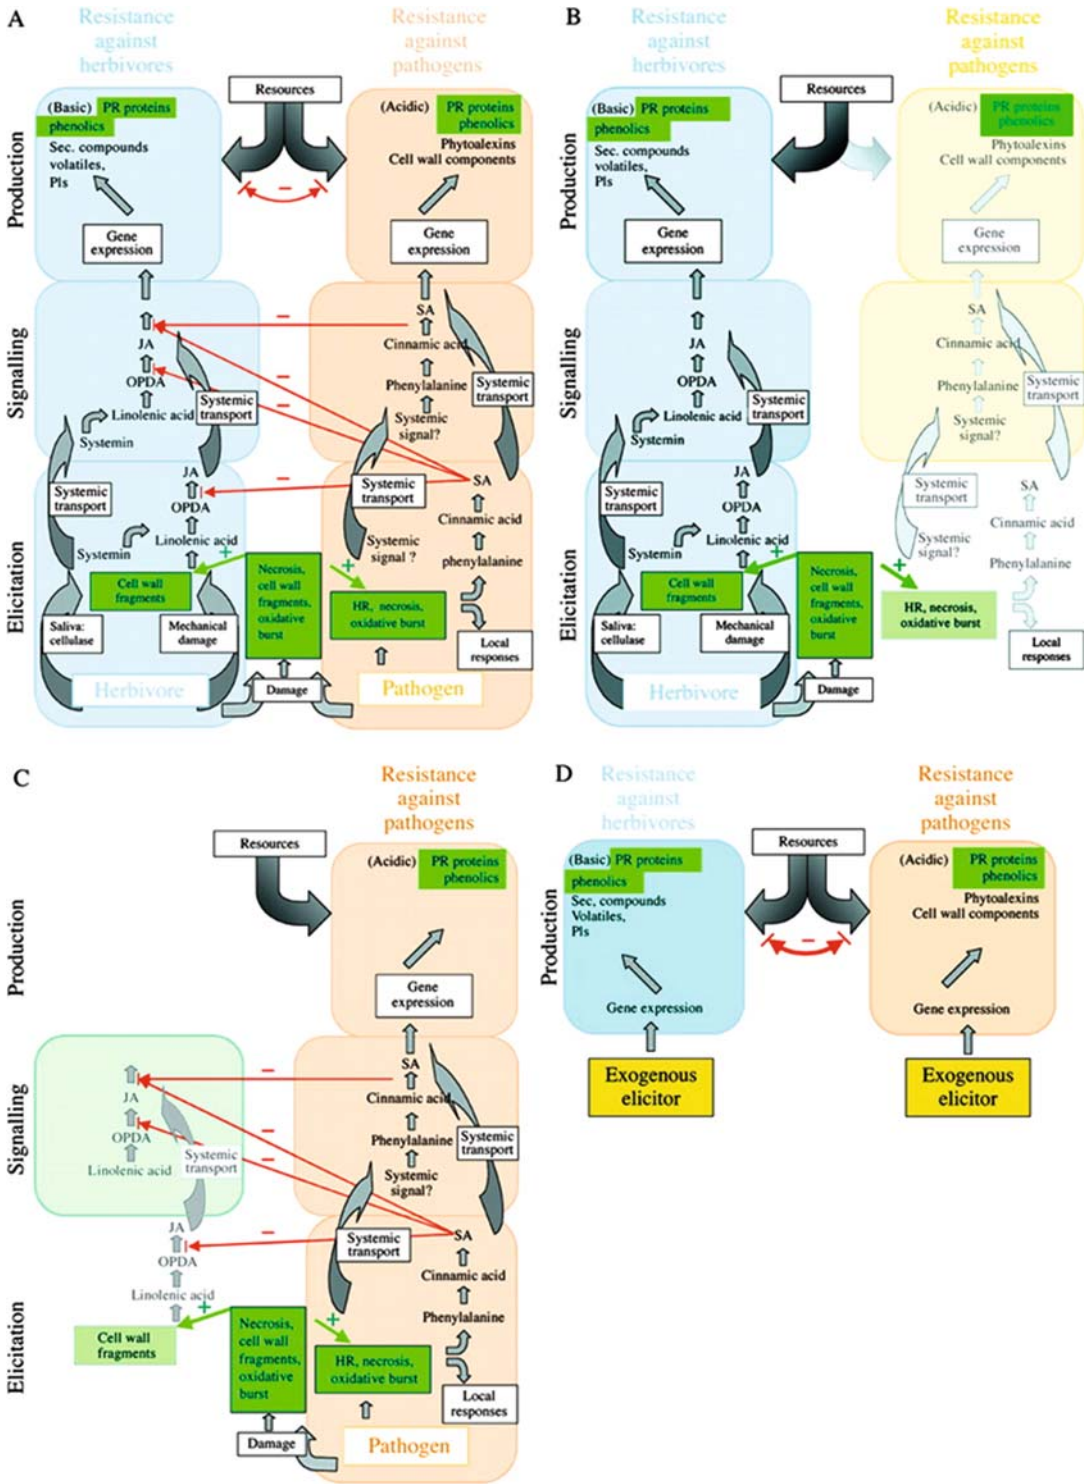 A
Resistance
against
herbivores
Resistance
against
pathogens
Production
Signalling
Elicitation
Resources
(Basic) PR proteins
phenolics
Sec. compounds
volatiles,
PIs
(Acidic) PR proteins
phenolics
Phytoalexins
Cell wall components
–
Gene
expression
Gene
expression
–
SA
JA
Cinnamic acid
OPDA
Phenylalanine
–
Linolenic acid
Systemic
transport
Systemic
transport
Systemin
Systemic
signal?
JA
–
SA
OPDA
Systemic
transport
Systemic
transport
Cinnamic acid
Linolenic acid
Systemin
Systemic
signal ?
phenylalanine
+
+
Cell wall
fragments
Necrosis,
cell wall
fragments,
oxidative
burst
HR, necrosis,
oxidative burst
Saliva:
cellulase
Mechanical
damage
Local
responses
Herbivore
Damage
Pathogen
B
Resistance
against
herbivores
Resistance
against
pathogens
Production
Signalling
Elicitation
Resources
(Basic) PR proteins
phenolics
Sec. compounds
volatiles,
PIs
(Acidic) PR proteins
phenolics
Phytoalexins
Cell wall components
Gene
expression
Gene
expression
SA
JA
Cinnamic acid
OPDA
Phenylalanine
Linolenic acid
Systemic
transport
Systemic
transport
Systemin
Systemic
signal?
JA
SA
OPDA
Systemic
transport
Systemic
transport
Cinnamic acid
Linolenic acid
Systemin
Systemic
signal?
Phenylalanine
+
+
Cell wall
fragments
Necrosis,
cell wall
fragments,
oxidative
burst
HR, necrosis,
oxidative burst
Saliva:
cellulase
Mechanical
damage
Local
responses
Herbivore
Damage
C
Resistance
against
pathogens
Production
Signalling
Elicitation
Resources
(Acidic) PR proteins
phenolics
Gene
expression
–
SA
JA
Cinnamic acid
OPDA
Phenylalanine
–
Linolenic acid
Systemic
transport
Systemic
transport
–
Systemic
signal?
JA
–
SA
OPDA
Systemic
transport
Cinnamic acid
Linolenic acid
Phenylalanine
+
+
Cell wall
fragments
Necrosis,
cell wall
fragments,
oxidative
burst
HR, necrosis,
oxidative burst
Local
responses
Damage
Pathogen
D
Resistance
against
herbivores
Resistance
against
pathogens
Production
Resources
(Basic) PR proteins
phenolics
Sec, compounds
Volatiles,
PIs
(Acidic) PR proteins
phenolics
Phytoalexins
Cell wall components
–
Gene expression
Gene expression
Exogenous
elicitor
Exogenous
elicitor